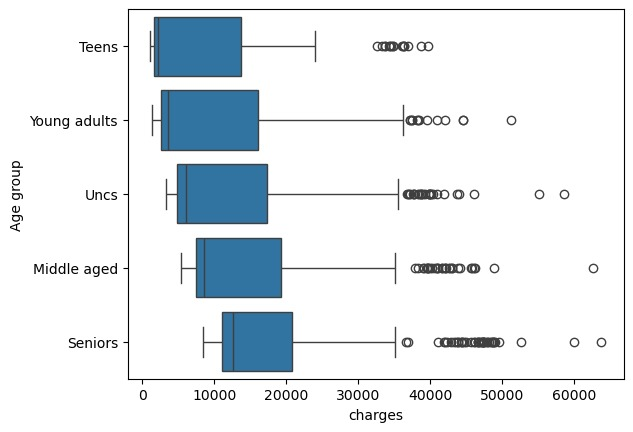 Age group
Teens
Young adults
Uncs
Middle aged
Seniors
0 10000 20000 30000 40000 50000 60000
charges